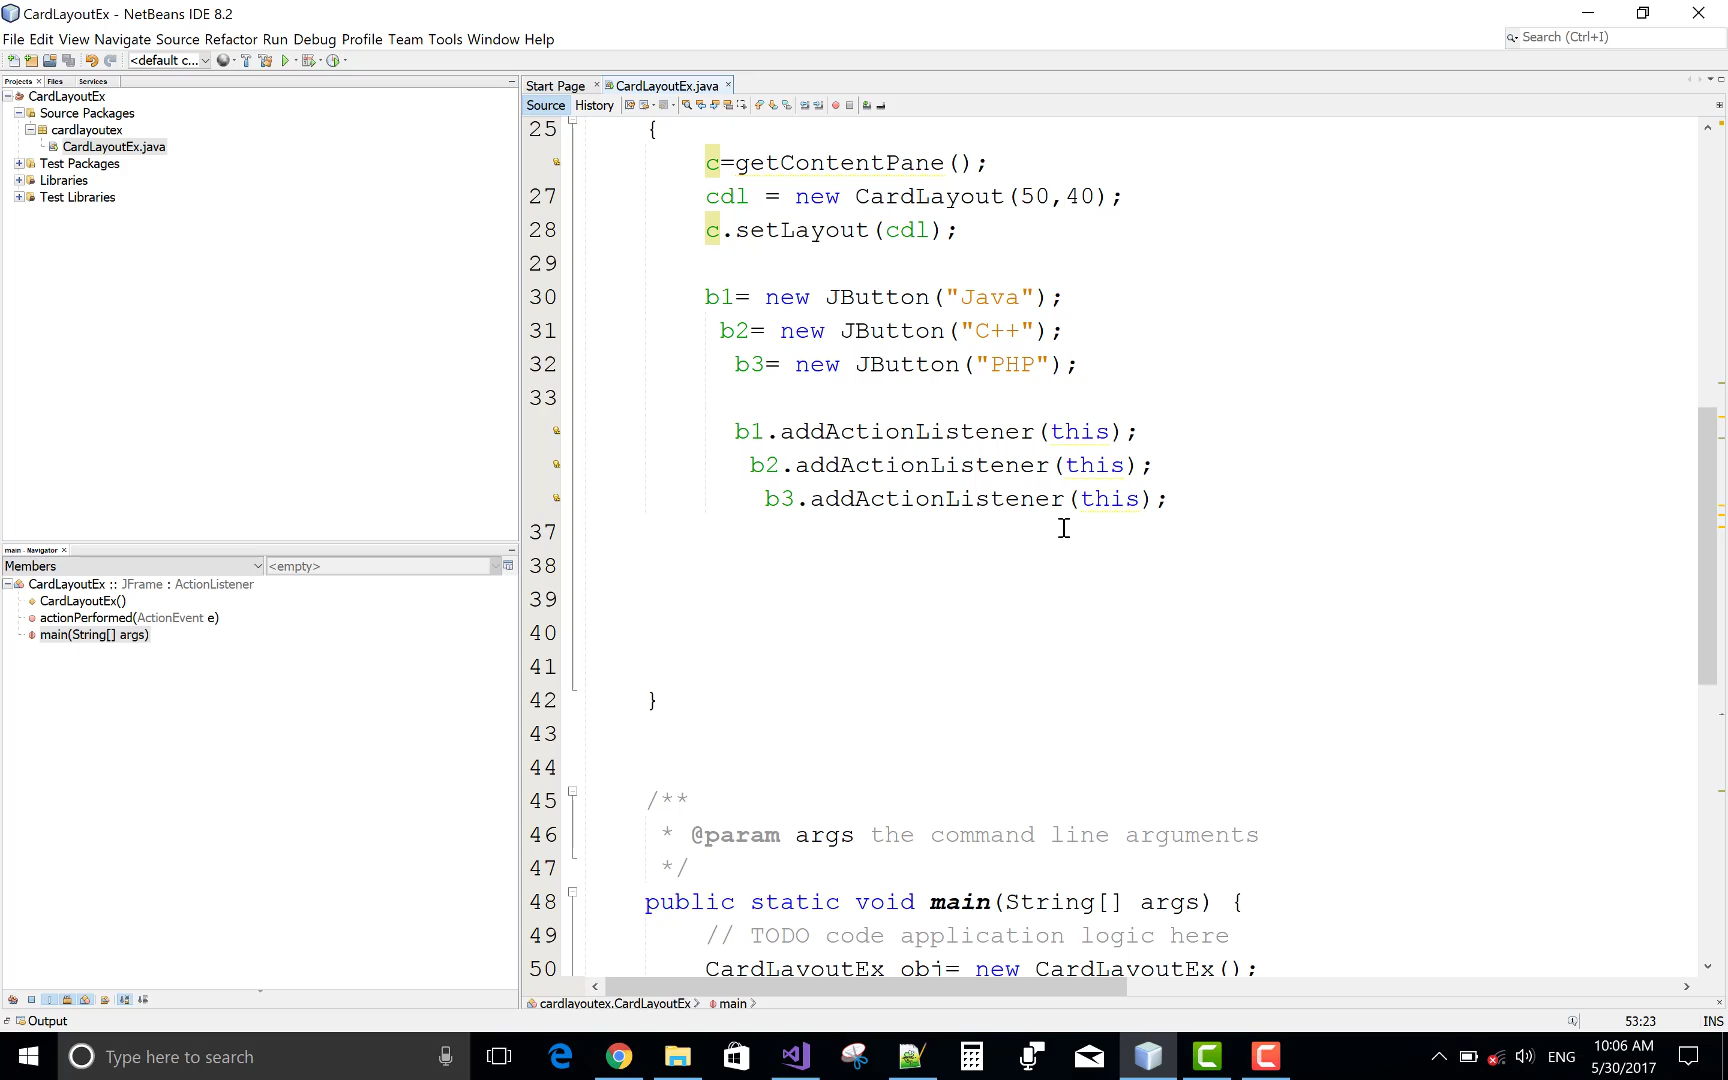 CardLayoutEx - NetBeans IDE 8.2
File Edit View Navigate Source Refactor Run Debug Profile Team Tools Window Help
Search (Ctrl+I)
<default c...
Projects Files Services
Start Page CardLayoutEx.java
Source History
CardLayoutEx
Source Packages
cardlayoutex
CardLayoutEx.java
Test Packages
Libraries
Test Libraries
25 {
c=getContentPane();
27 cdl = new CardLayout(50,40);
28 c.setLayout(cdl);
29
30 b1= new JButton("Java");
31 b2= new JButton("C++");
32 b3= new JButton("PHP");
33
b1.addActionListener(this);
b2.addActionListener(this);
b3.addActionListener(this);
37
38
39
40
41
42 }
43
44
45 /**
46 * @param args the command line arguments
47 */
48 public static void main(String[] args) {
49 // TODO code application logic here
50 CardLayoutEx obj= new CardLayoutEx();
main - Navigator
Members <empty>
CardLayoutEx :: JFrame : ActionListener
CardLayoutEx()
actionPerformed(ActionEvent e)
main(String[] args)
cardlayoutex.CardLayoutEx main
Output
53:23 INS
Type here to search
ENG
10:06 AM
5/30/2017